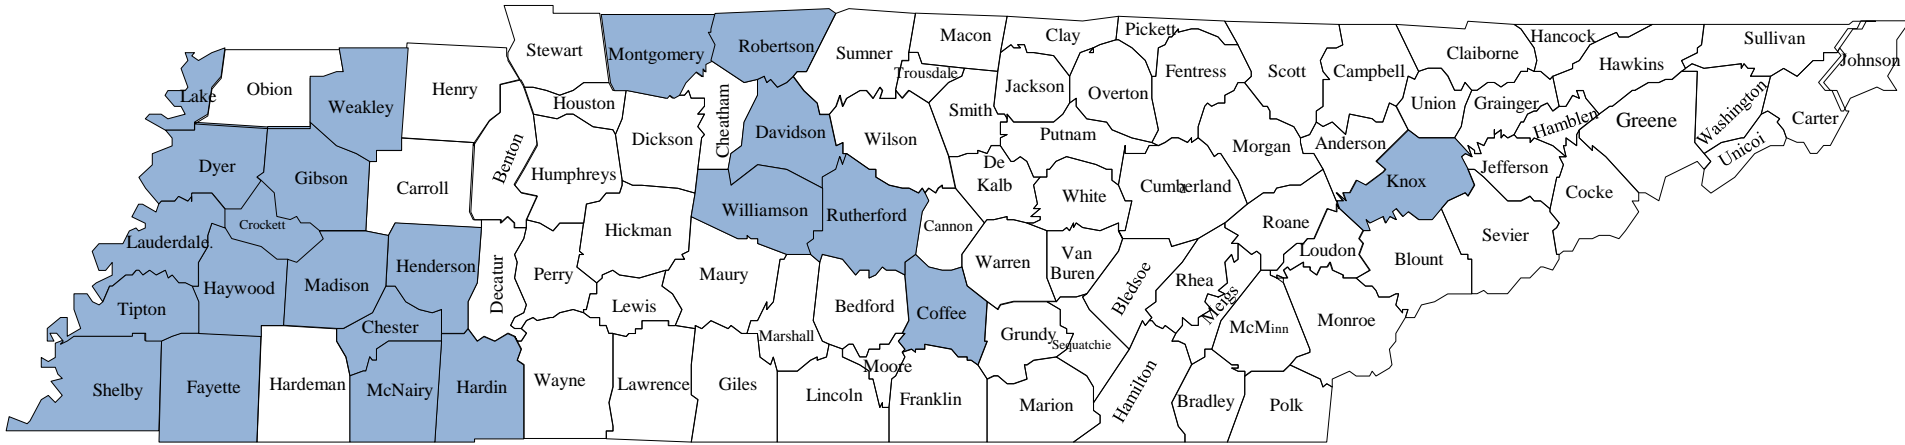 Stewart
Montgomery
Robertson
Sumner
Macon
Clay
Pickett
Hancock
Sullivan
Lake
Obion
Weakley
Henry
Houston
Cheatham
Trousdale
Jackson
Overton
Fentress
Scott
Campbell
Claiborne
Hawkins
Johnson
Dickson
Davidson
Wilson
Smith
Putnam
Morgan
Anderson
Union
Grainger
Hamblen
Greene
Washington
Carter
Unicoi
Dyer
Gibson
Carroll
Benton
Humphreys
Williamson
Rutherford
Cannon
De
Kalb
White
Cumberland
d
Roane
Knox
Jefferson
Cocke
Crockett
Lauderdale.
Haywood
Madison
Henderson
Decatur
Perry
Hickman
Maury
Warren
Van
Buren
Bledsoe
Rhea
Meigs
Loudon
Blount
Sevier
Tipton
Chester
Lewis
Marshall
Bedford
Coffee
Grundy
Sequatchie
McMinn
Monroe
Shelby
Fayette
Hardeman
McNairy
Hardin
Wayne
Lawrence
Giles
Lincoln
Moore
Franklin
Marion
Hamilton
Bradley
Polk